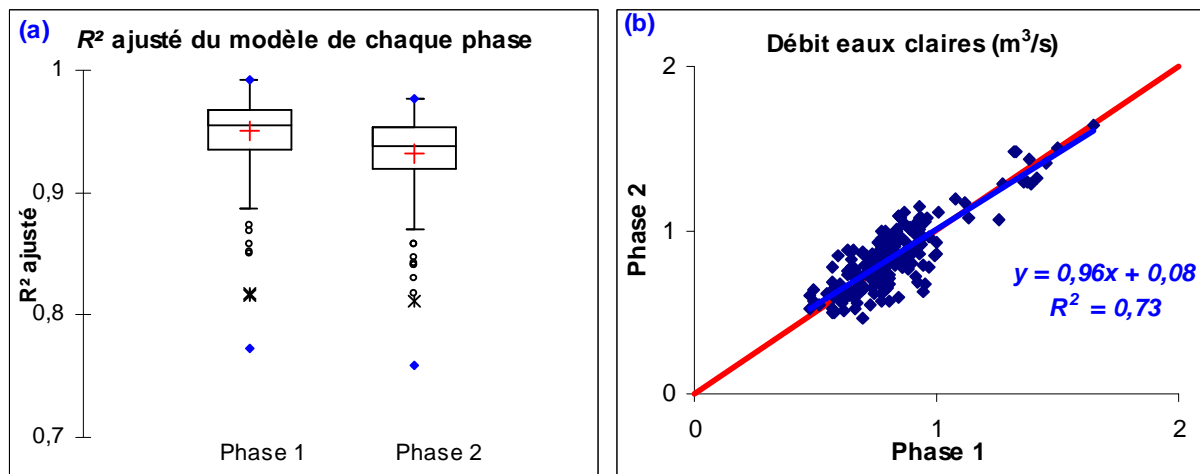 (a)
R² ajusté du modèle de chaque phase
1
0,9
0,8
0,7
R² ajusté
Phase 1
Phase 2
(b)
Débit eaux claires (m³/s)
2
1
0
Phase 2
y = 0,96x + 0,08
R² = 0,73
0
1
2
Phase 1